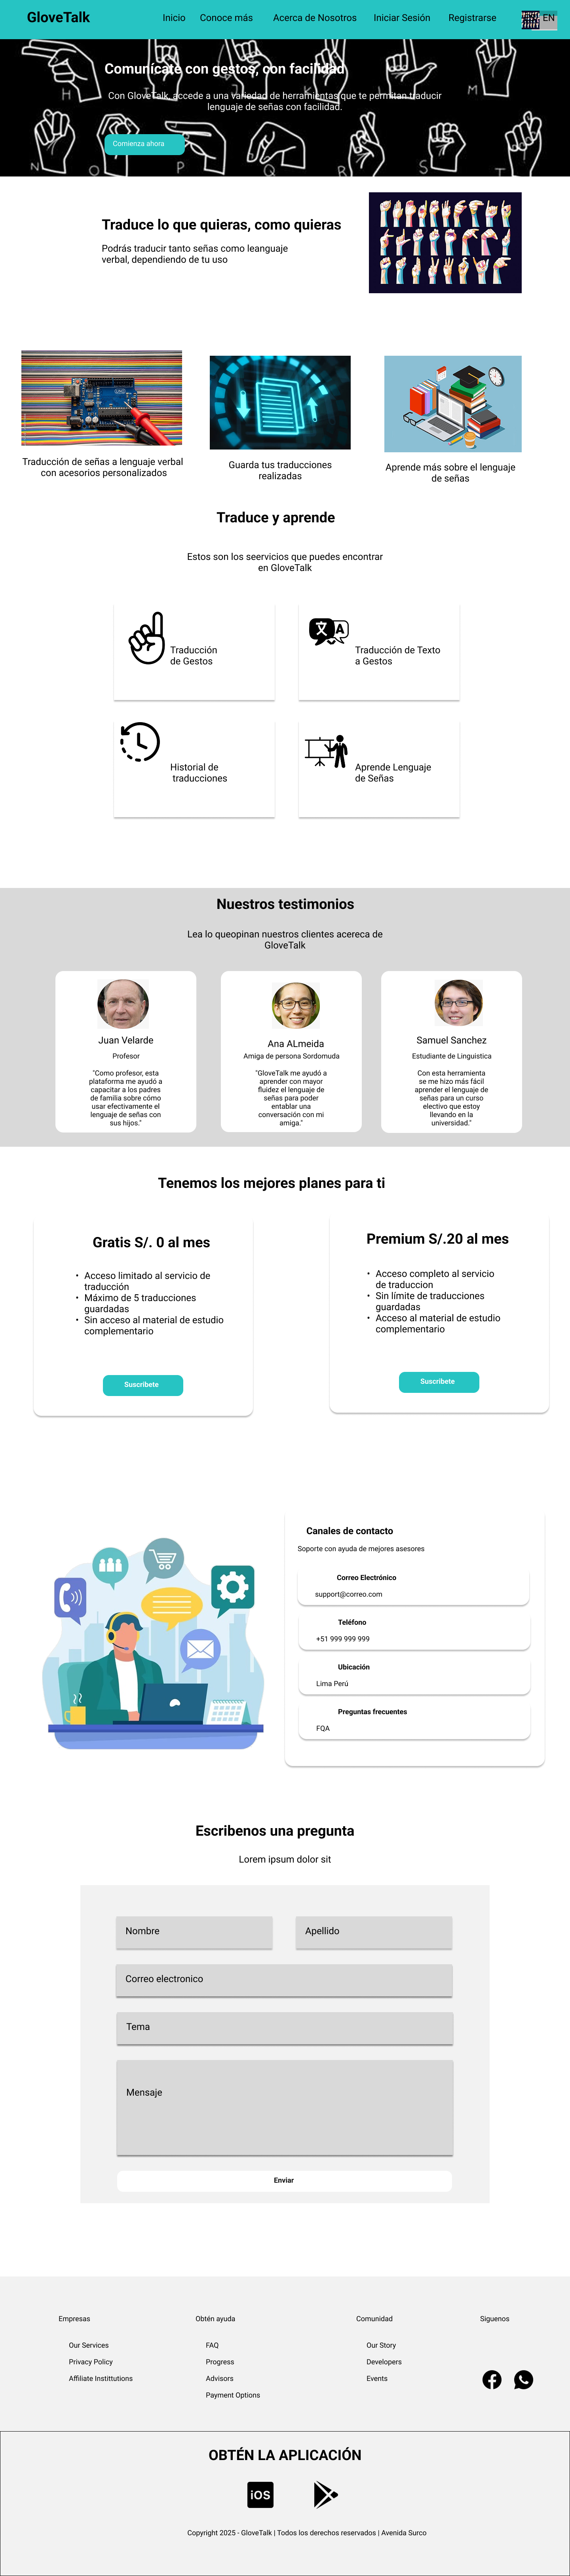 GloveTalk
Inicio
Conoce más
Acerca de Nosotros
Iniciar Sesión
Registrarse
EN
Comunícate con gestos, con facilidad
Con GloveTalk, accede a una variedad de herramientas que te permitan traducir
lenguaje de señas con facilidad.
Comienza ahora
H
I
J
K
L
M
N
O
P
Q
R
S
T
Traduce lo que quieras, como quieras
Podrás traducir tanto señas como leanguaje
verbal, dependiendo de tu uso
Traducción de señas a lenguaje verbal
con acesorios personalizados
Guarda tus traducciones
realizadas
Aprende más sobre el lenguaje
de señas
Traduce y aprende
Estos son los seervicios que puedes encontrar
en GloveTalk
Traducción
de Gestos
文 A
Traducción de Texto
a Gestos
Historial de
traducciones
Aprende Lenguaje
de Señas
Nuestros testimonios
Lea lo queopinan nuestros clientes acereca de
GloveTalk
Juan Velarde
Profesor
"Como profesor, esta
plataforma me ayudó a
capacitar a los padres
de familia sobre cómo
usar efectivamente el
lenguaje de señas con
sus hijos."
Ana ALmeida
Amiga de persona Sordomuda
"GloveTalk me ayudó a
aprender con mayor
fluidez el lenguaje de
señas para poder
entablar una
conversación con mi
amiga."
Samuel Sanchez
Estudiante de Linguistica
Con esta herramienta
se me hizo más fácil
aprender el lenguaje de
señas para un curso
electivo que estoy
llevando en la
universidad."
Tenemos los mejores planes para ti
Gratis S/. 0 al mes
• Acceso limitado al servicio de
traducción
• Máximo de 5 traducciones
guardadas
• Sin acceso al material de estudio
complementario
Suscribete
Premium S/.20 al mes
• Acceso completo al servicio
de traduccion
• Sin límite de traducciones
guardadas
• Acceso al material de estudio
complementario
Suscribete
Canales de contacto
Soporte con ayuda de mejores asesores
Correo Electrónico
support@correo.com
Teléfono
+51 999 999 999
Ubicación
Lima Perú
Preguntas frecuentes
FQA
Escribenos una pregunta
Lorem ipsum dolor sit
Nombre
Apellido
Correo electronico
Tema
Mensaje
Enviar
Empresas
Our Services
Privacy Policy
Affiliate Instittutions
Obtén ayuda
FAQ
Progress
Advisors
Payment Options
Comunidad
Our Story
Developers
Events
Siguenos
OBTÉN LA APLICACIÓN
iOS
Copyright 2025 - GloveTalk | Todos los derechos reservados | Avenida Surco